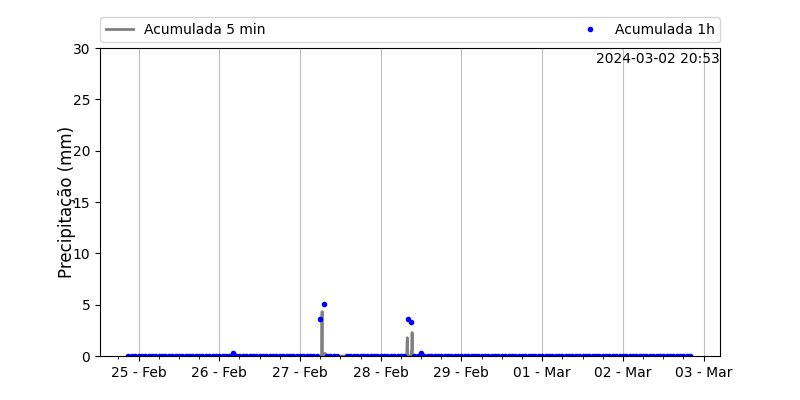 Acumulada 5 min
Acumulada 1h
2024-03-02 20:53
Precipitação (mm)
30
25
20
15
10
5
0
25 - Feb
26 - Feb
27 - Feb
28 - Feb
29 - Feb
01 - Mar
02 - Mar
03 - Mar